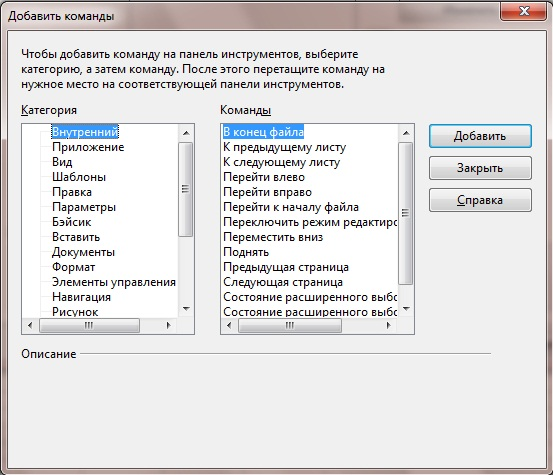 Добавить команды
Чтобы добавить команду на панель инструментов, выберите
категорию, а затем команду. После этого перетащите команду на
нужное место на соответствующей панели инструментов.
Категория
Внутренний
Приложение
Вид
Шаблоны
Правка
Параметры
Бэйсик
Вставить
Документы
Формат
Элементы управления
Навигация
Рисунок
Команды
В конец файла
К предыдущему листу
К следующему листу
Перейти влево
Перейти вправо
Перейти к началу файла
Переключить режим редактиро
Переместить вниз
Поднять
Предыдущая страница
Следующая страница
Состояние расширенного выбо
Состояние расширенного выбо
Добавить
Закрыть
Справка
Описание